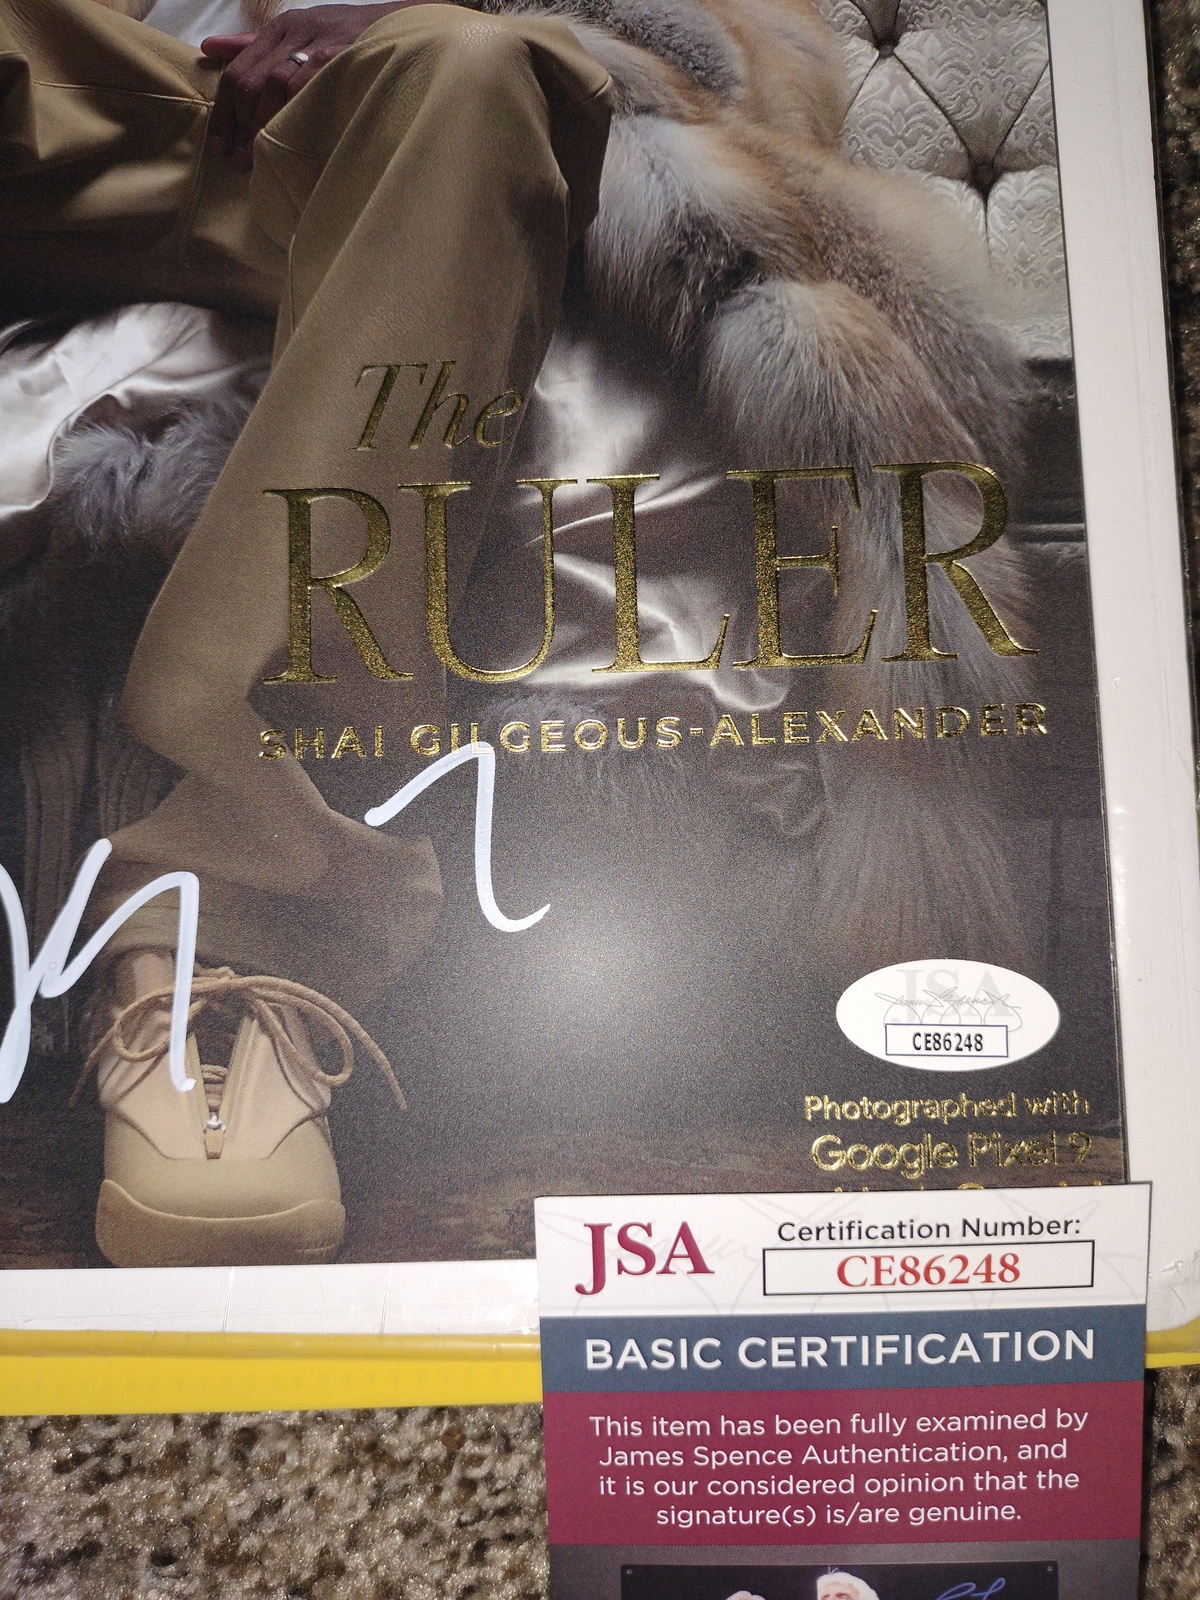 The
RULER
SHAI GILGEOUS-ALEXANDER
JSA
CE86248
Photographed with
Google Pixel 9
JSA
Certification Number:
CE86248
BASIC CERTIFICATION
This item has been fully examined by
James Spence Authentication, and
it is our considered opinion that the
signature(s) is/are genuine.